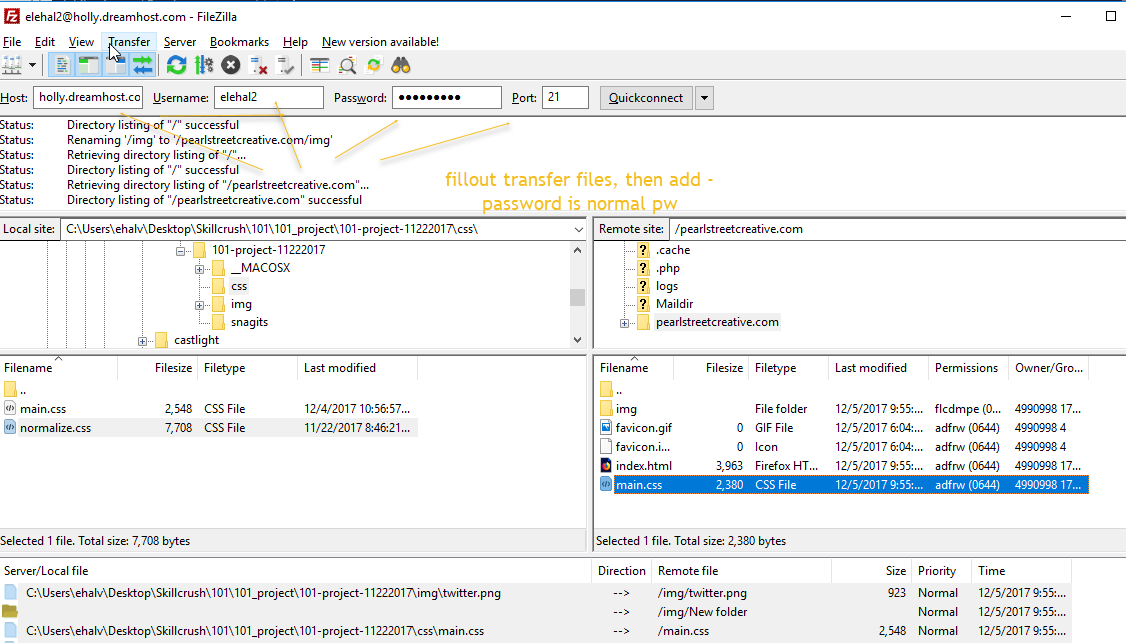 elehal2@holly.dreamhost.com - FileZilla
File Edit View Transfer Server Bookmarks Help New version available!
Host: holly.dreamhost.co Username: elehal2 Password: ●●●●●●●●● Port: 21 Quickconnect
Status: Directory listing of "/" successful
Status: Renaming '/img' to '/pearlstreetcreative.com/img'
Status: Retrieving directory listing of "/"...
Status: Directory listing of "/" successful
Status: Retrieving directory listing of "/pearlstreetcreative.com"...
Status: Directory listing of "/pearlstreetcreative.com" successful
fillout transfer files, then add -
password is normal pw
Local site: C:\Users\ehalv\Desktop\Skillcrush\101\101_project\101-project-11222017\css\
101-project-11222017
__MACOSX
css
img
snagits
castlight
Remote site: /pearlstreetcreative.com
.cache
.php
logs
Maildir
pearlstreetcreative.com
Filename Filesize Filetype Last modified
..
main.css 2,548 CSS File 12/4/2017 10:56:57...
normalize.css 7,708 CSS File 11/22/2017 8:46:21...
Selected 1 file. Total size: 7,708 bytes
Filename Filesize Filetype Last modified Permissions Owner/Gro...
..
img File folder 12/5/2017 9:55:... flcdmpe (0... 4990998 17...
favicon.gif 0 GIF File 12/5/2017 6:04:... adfrw (0644) 4990998 4
favicon.i... 0 Icon 12/5/2017 6:04:... adfrw (0644) 4990998 4
index.html 3,963 Firefox HT... 12/5/2017 9:55:... adfrw (0644) 4990998 17...
main.css 2,380 CSS File 12/5/2017 9:55:... adfrw (0644) 4990998 17...
Selected 1 file. Total size: 2,380 bytes
Server/Local file Direction Remote file Size Priority Time
C:\Users\ehalv\Desktop\Skillcrush\101\101_project\101-project-11222017\img\twitter.png --> /img/twitter.png 923 Normal 12/5/2017 9:55:...
--> /img/New folder Normal 12/5/2017 9:55:...
C:\Users\ehalv\Desktop\Skillcrush\101\101_project\101-project-11222017\css\main.css --> /main.css 2,548 Normal 12/5/2017 9:55:...